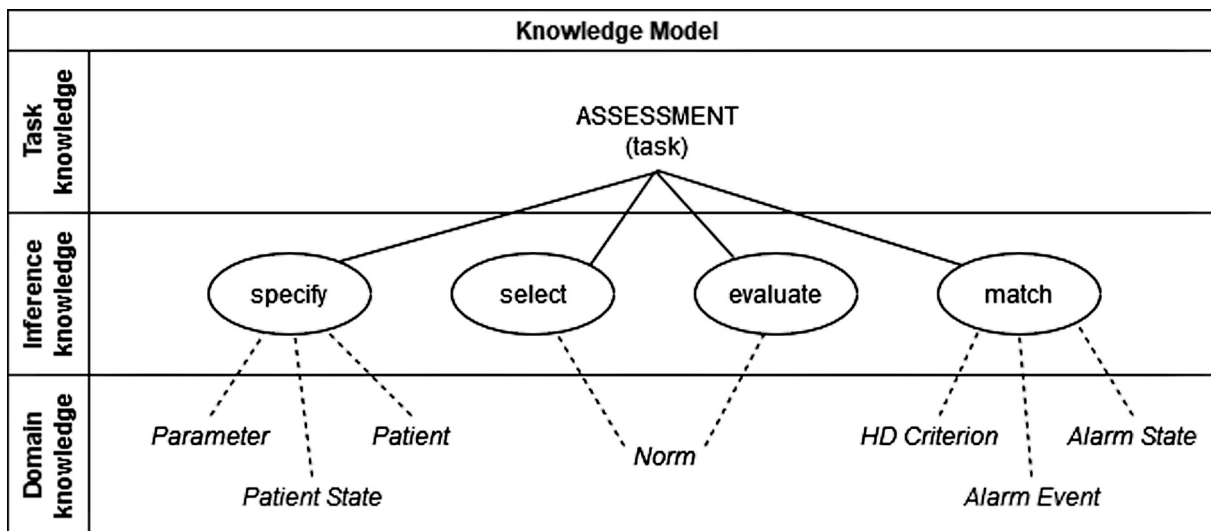 Knowledge Model
Task
knowledge
ASSESSMENT
(task)
Inference
knowledge
specify
select
evaluate
match
Domain
knowledge
Parameter
Patient
Patient State
Norm
HD Criterion
Alarm State
Alarm Event